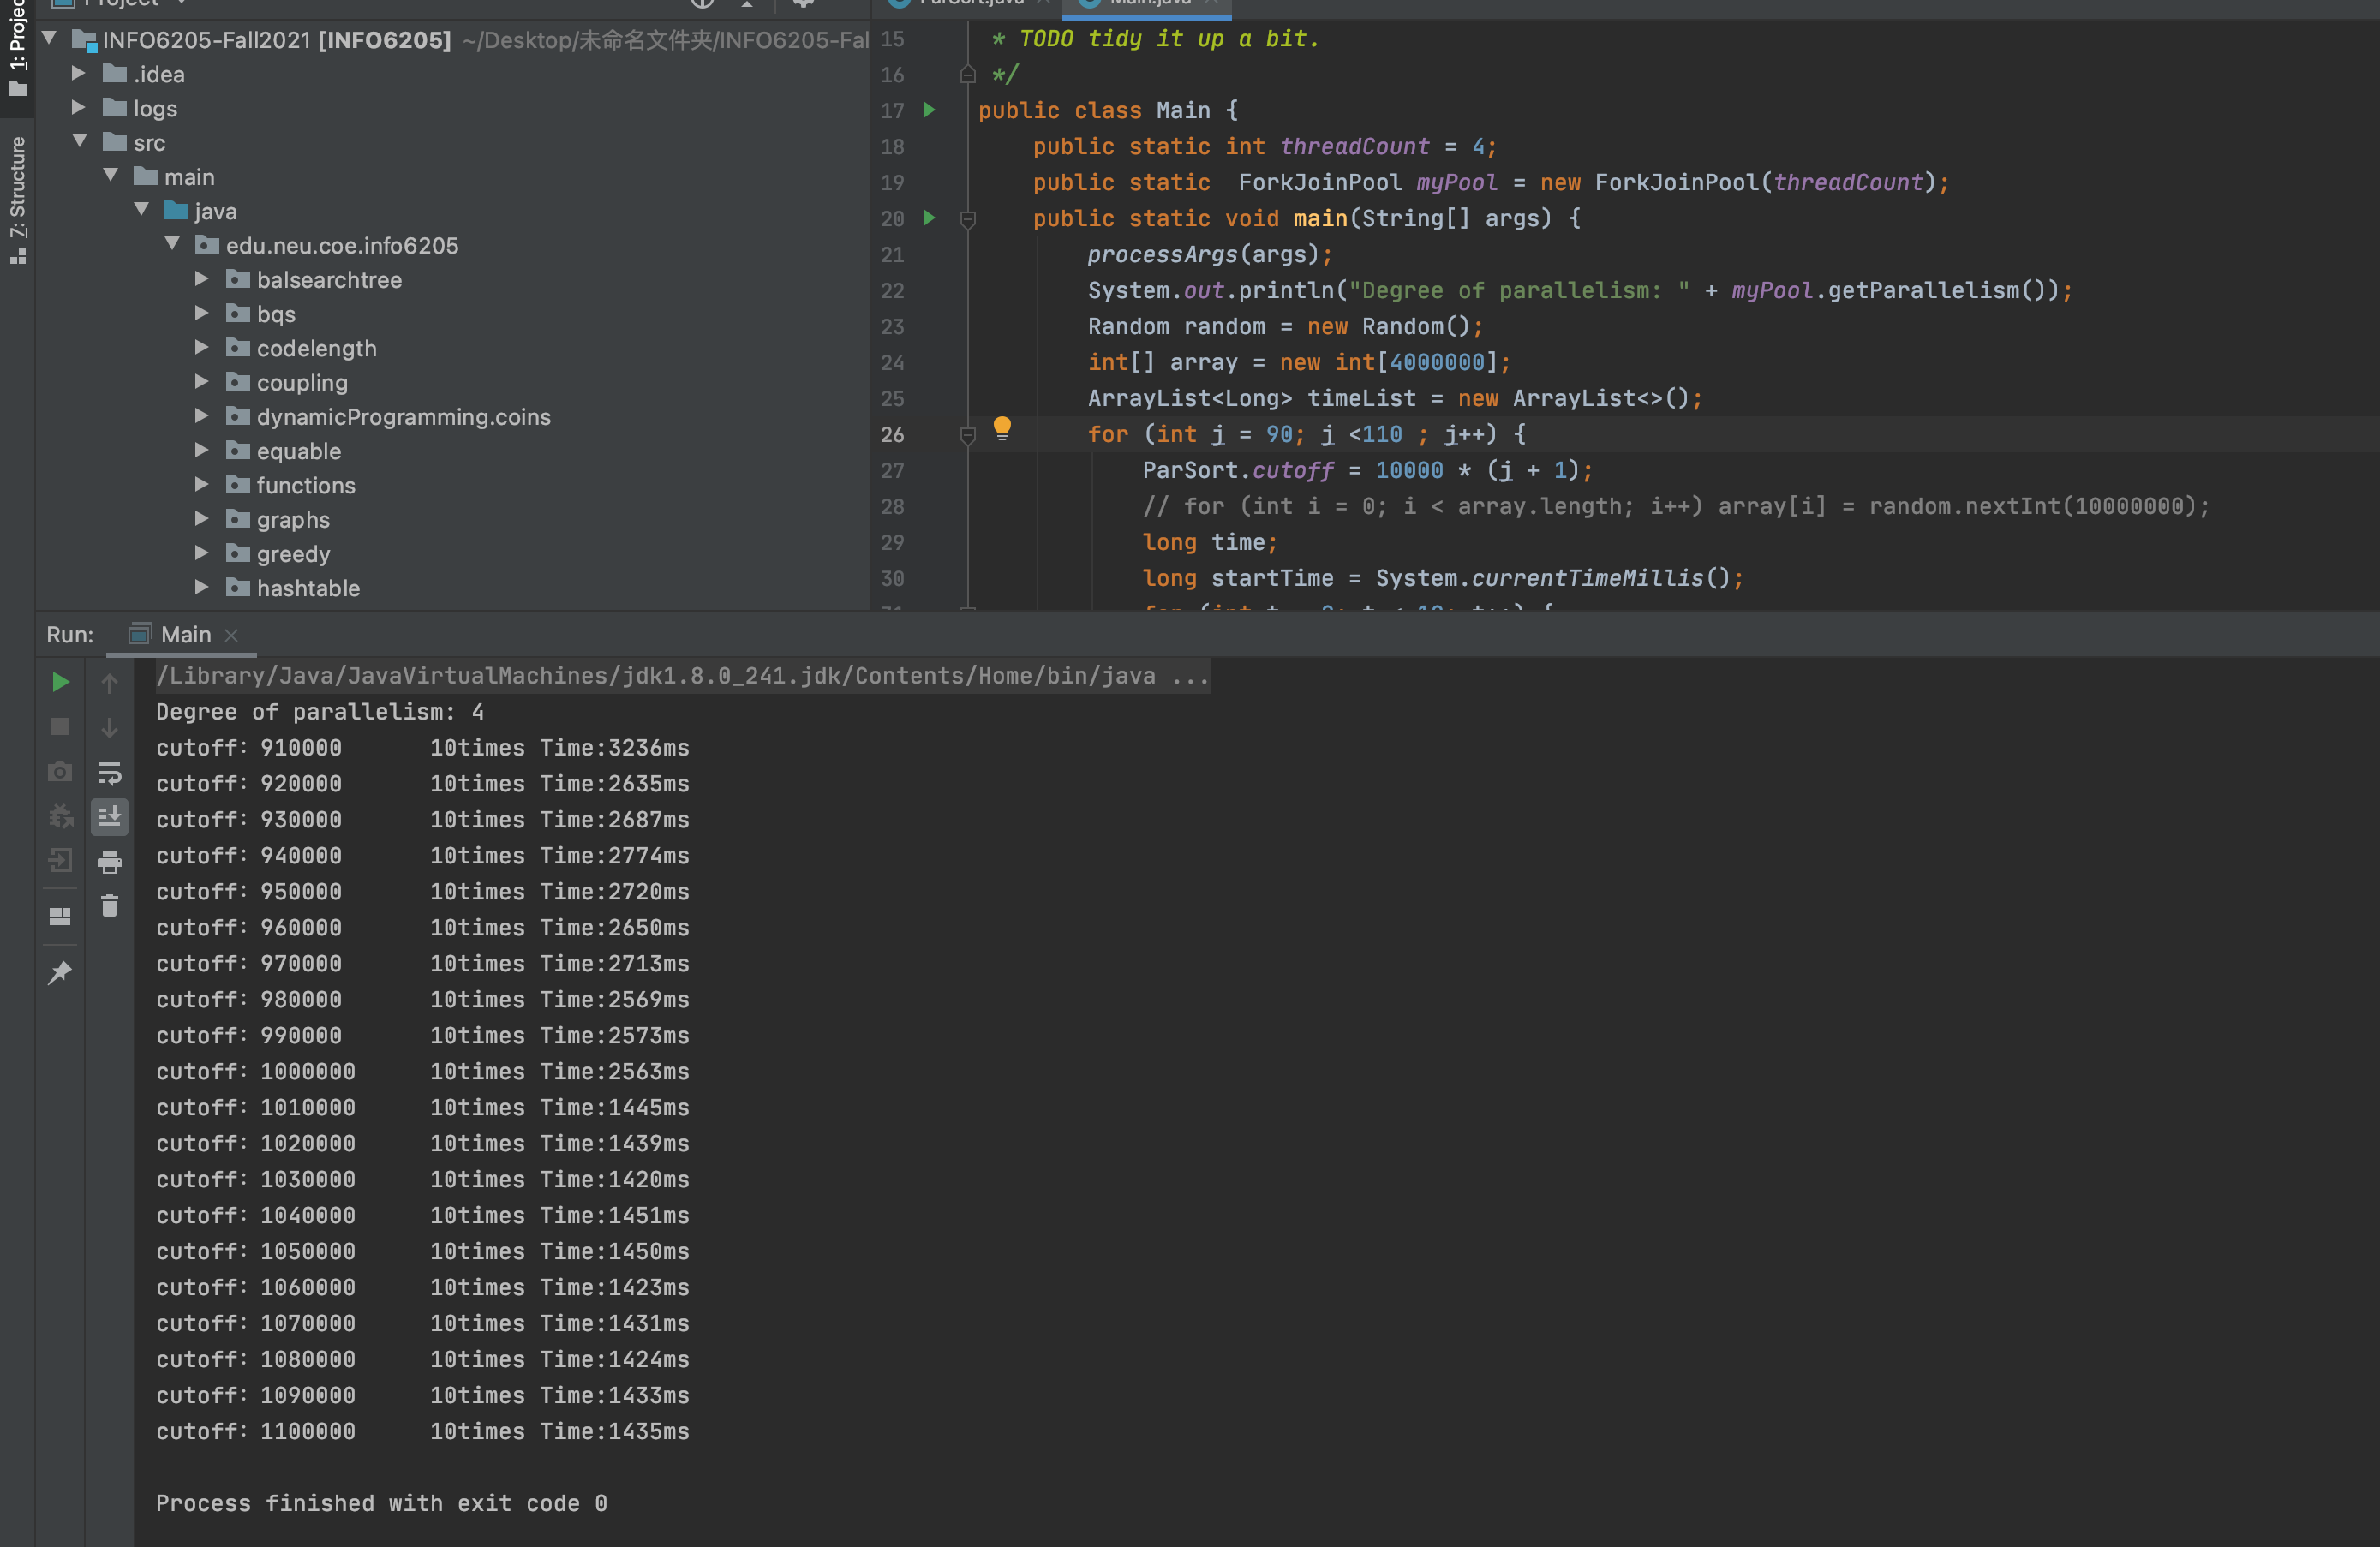 Project
ParSort.java
Main.java
1: Project
7: Structure
INFO6205-Fall2021 [INFO6205] ~/Desktop/未命名文件夹/INFO6205-Fal
.idea
logs
src
main
java
edu.neu.coe.info6205
balsearchtree
bqs
codelength
coupling
dynamicProgramming.coins
equable
functions
graphs
greedy
hashtable
15 * TODO tidy it up a bit.
16 */
17 public class Main {
18 public static int threadCount = 4;
19 public static  ForkJoinPool myPool = new ForkJoinPool(threadCount);
20 public static void main(String[] args) {
21 processArgs(args);
22 System.out.println("Degree of parallelism: " + myPool.getParallelism());
23 Random random = new Random();
24 int[] array = new int[4000000];
25 ArrayList<Long> timeList = new ArrayList<>();
26 for (int j = 90; j <110 ; j++) {
27 ParSort.cutoff = 10000 * (j + 1);
28 // for (int i = 0; i < array.length; i++) array[i] = random.nextInt(10000000);
29 long time;
30 long startTime = System.currentTimeMillis();
Run: Main
/Library/Java/JavaVirtualMachines/jdk1.8.0_241.jdk/Contents/Home/bin/java ...
Degree of parallelism: 4
cutoff: 910000 10times Time:3236ms
cutoff: 920000 10times Time:2635ms
cutoff: 930000 10times Time:2687ms
cutoff: 940000 10times Time:2774ms
cutoff: 950000 10times Time:2720ms
cutoff: 960000 10times Time:2650ms
cutoff: 970000 10times Time:2713ms
cutoff: 980000 10times Time:2569ms
cutoff: 990000 10times Time:2573ms
cutoff: 1000000 10times Time:2563ms
cutoff: 1010000 10times Time:1445ms
cutoff: 1020000 10times Time:1439ms
cutoff: 1030000 10times Time:1420ms
cutoff: 1040000 10times Time:1451ms
cutoff: 1050000 10times Time:1450ms
cutoff: 1060000 10times Time:1423ms
cutoff: 1070000 10times Time:1431ms
cutoff: 1080000 10times Time:1424ms
cutoff: 1090000 10times Time:1433ms
cutoff: 1100000 10times Time:1435ms
Process finished with exit code 0